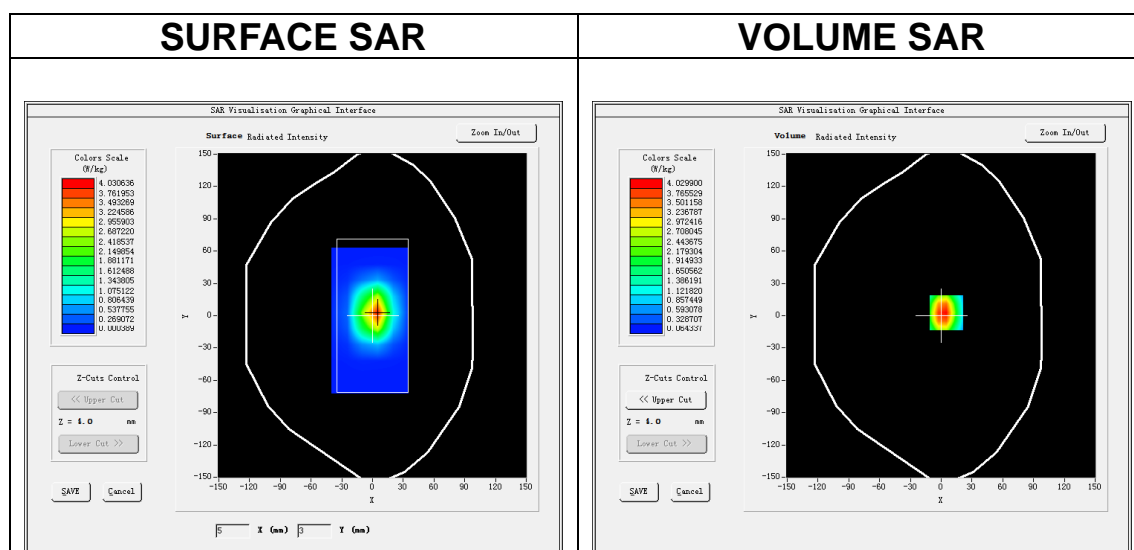 SURFACE SAR
VOLUME SAR
SAR Visualisation Graphical Interface
Surface Radiated Intensity
Zoom In/Out
Colors Scale
(W/kg)
4.030636
3.761953
3.493269
3.224586
2.955903
2.687220
2.418537
2.149854
1.881171
1.612488
1.343805
1.075122
0.806439
0.537755
0.269072
0.000389
Z-Cuts Control
<< Upper Cut
Z = mm
Lower Cut >>
SAVE
Cancel
150
120
90
60
30
0
-30
-60
-90
-120
-150
Y
-150 -120 -90 -60 -30 0 30 60 90 120 150
X
5 X (mm) 3 Y (mm)
SAR Visualisation Graphical Interface
Volume Radiated Intensity
Zoom In/Out
Colors Scale
(W/kg)
4.029900
3.765529
3.501158
3.236787
2.972416
2.708045
2.443675
2.179304
1.914933
1.650562
1.386191
1.121820
0.857449
0.593078
0.328707
0.064337
Z-Cuts Control
<< Upper Cut
Z = mm
Lower Cut >>
SAVE
Cancel
150
120
90
60
30
0
-30
-60
-90
-120
-150
Y
-150 -120 -90 -60 -30 0 30 60 90 120 150
X